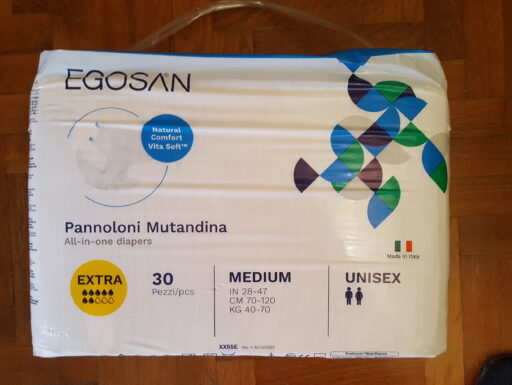 EGOSAN
Natural
Comfort
Vita Soft™
Pannoloni Mutandina
All-in-one diapers
Made in Italy
EXTRA
30
Pezzi/pcs
MEDIUM
IN 28-47
CM 70-120
KG 40-70
UNISEX
XXSSE